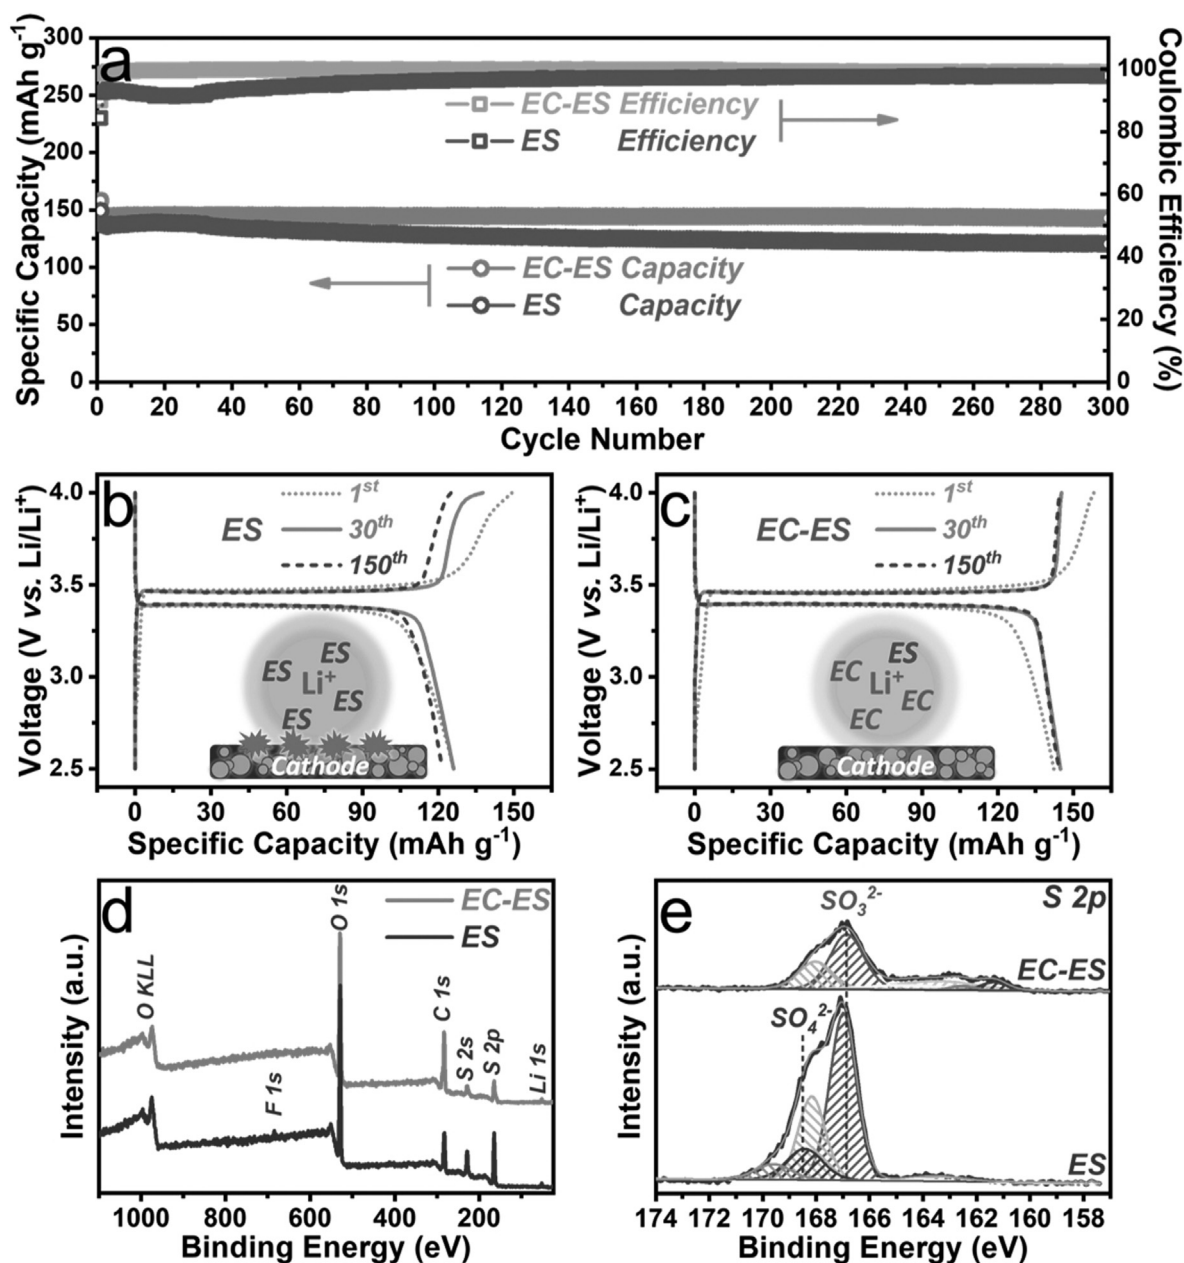 a
Specific Capacity (mAh g⁻¹)
300
250
200
150
100
50
0
EC-ES Efficiency
ES Efficiency
EC-ES Capacity
ES Capacity
100
80
60
40
20
0
Coulombic Efficiency (%)
0 20 40 60 80 100 120 140 160 180 200 220 240 260 280 300
Cycle Number
b
Voltage (V vs. Li/Li⁺)
4.0
3.5
3.0
2.5
ES
1ˢᵗ
30ᵗʰ
150ᵗʰ
ES
ES
Li⁺
ES
ES
Cathode
0 30 60 90 120 150
Specific Capacity (mAh g⁻¹)
c
Voltage (V vs. Li/Li⁺)
4.0
3.5
3.0
2.5
EC-ES
1ˢᵗ
30ᵗʰ
150ᵗʰ
ES
EC
Li⁺
EC
EC
Cathode
0 30 60 90 120 150
Specific Capacity (mAh g⁻¹)
d
Intensity (a.u.)
EC-ES
ES
O KLL
F 1s
O 1s
C 1s
S 2s
S 2p
Li 1s
1000 800 600 400 200
Binding Energy (eV)
e
Intensity (a.u.)
SO₃²⁻
S 2p
EC-ES
SO₄²⁻
ES
174 172 170 168 166 164 162 160 158
Binding Energy (eV)